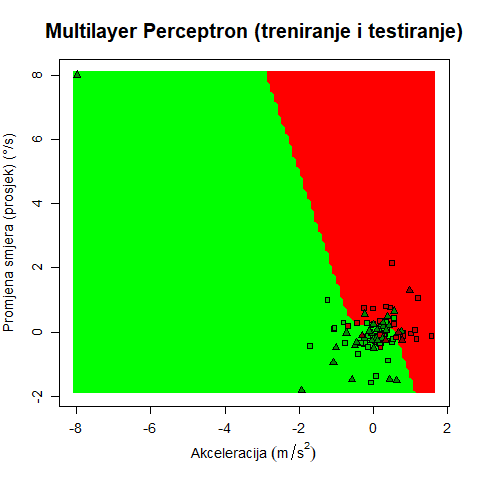 Multilayer Perceptron (treniranje i testiranje)
Promjena smjera (prosjek) (°/s)
8
6
4
2
0
-2
-8 -6 -4 -2 0 2
Akceleracija (m/s²)